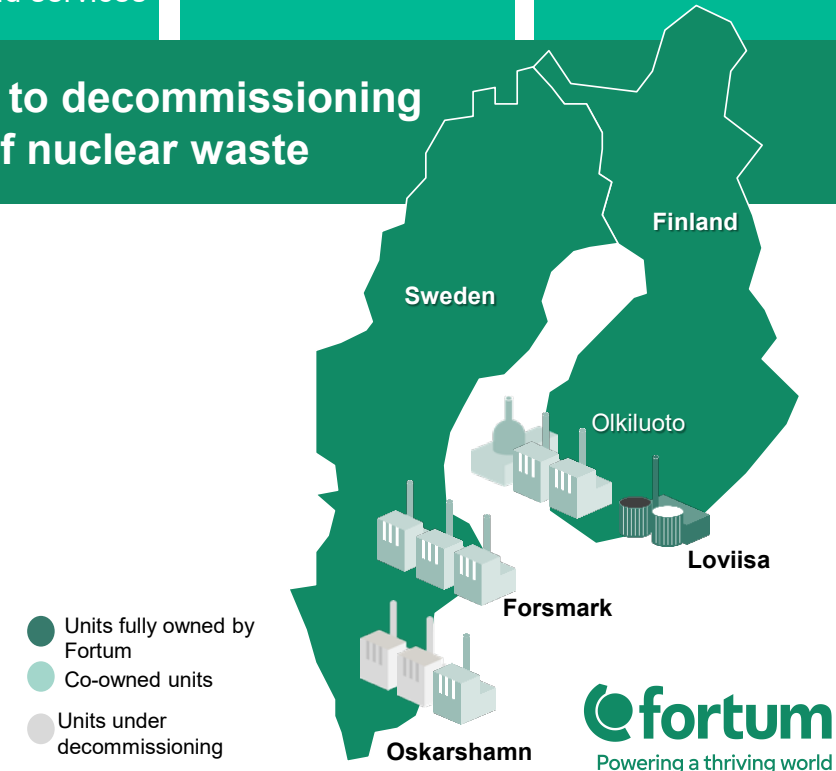 services
to decommissioning
nuclear waste
Finland
Sweden
Olkiluoto
Loviisa
Forsmark
Units fully owned by
Fortum
Co-owned units
Units under
decommissioning
Oskarshamn
fortum
Powering a thriving world